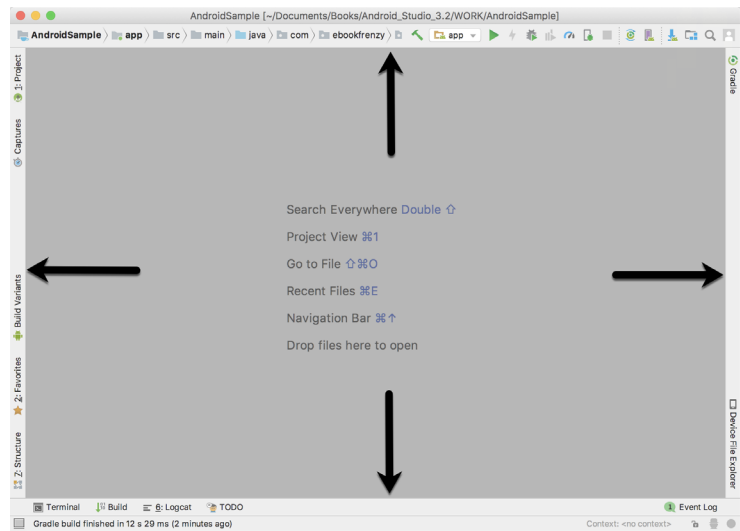 AndroidSample [~/Documents/Books/Android_Studio_3.2/WORK/AndroidSample]
AndroidSample app src main java com ebookfrenzy app
1: Project
Captures
Build Variants
2: Favorites
7: Structure
Search Everywhere Double ⇧
Project View ⌘1
Go to File ⇧⌘O
Recent Files ⌘E
Navigation Bar ⌘↑
Drop files here to open
Gradle
Device File Explorer
Terminal Build 6: Logcat TODO 1 Event Log
Gradle build finished in 12 s 29 ms (2 minutes ago) Context: <no context>